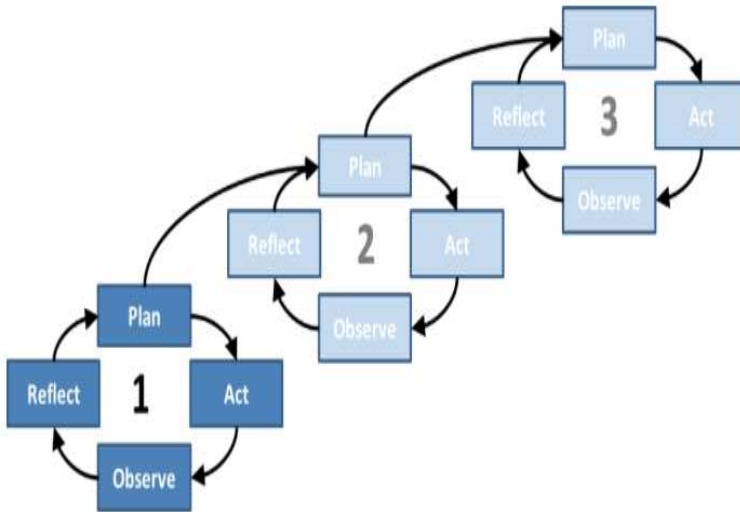 Plan
Reflect
3
Act
Observe
Plan
Reflect
2
Act
Observe
Plan
Reflect
1
Act
Observe